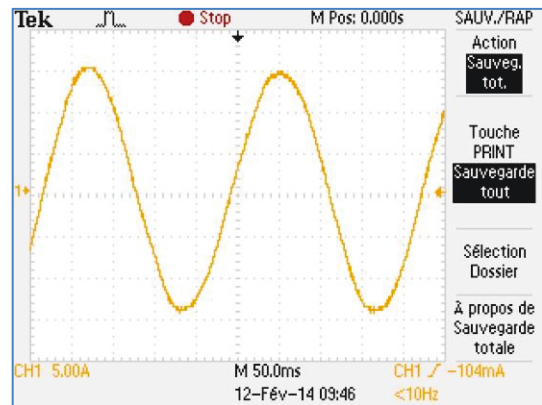 Tek Stop M Pos: 0.000s SAUV./RAP
Action
Sauveg.
tot.
Touche
PRINT
Sauvegarde
tout
1
Sélection
Dossier
À propos de
Sauvegarde
totale
CH1 5.00A M 50.0ms CH1 -104mA
12-Fév-14 09:46 <10Hz